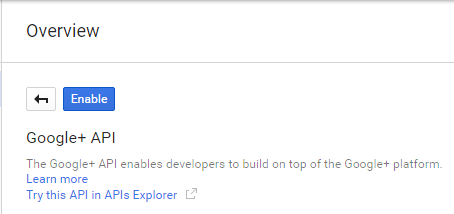 Overview
Enable
Google+ API
The Google+ API enables developers to build on top of the Google+ platform.
Learn more
Try this API in APIs Explorer